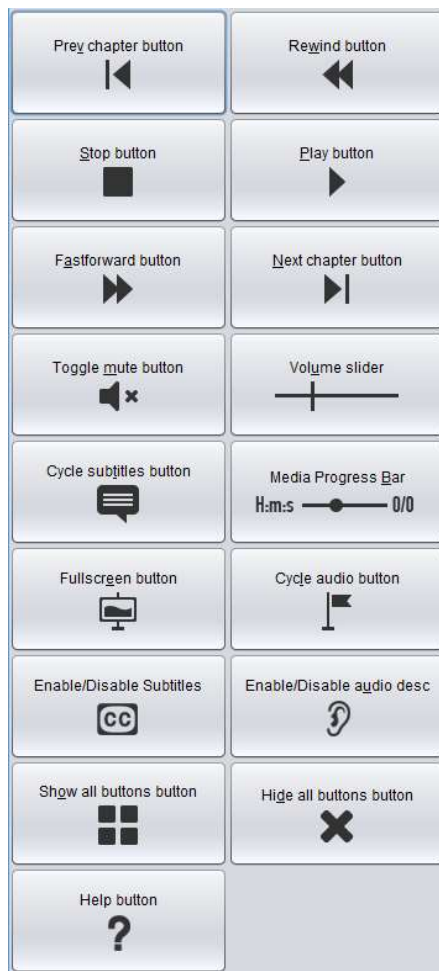 Prev chapter button
Rewind button
Stop button
Play button
Fastforward button
Next chapter button
Toggle mute button
Volume slider
Cycle subtitles button
Media Progress Bar
H:m:s 0/0
Fullscreen button
Cycle audio button
Enable/Disable Subtitles
CC
Enable/Disable audio desc
Show all buttons button
Hide all buttons button
Help button
?